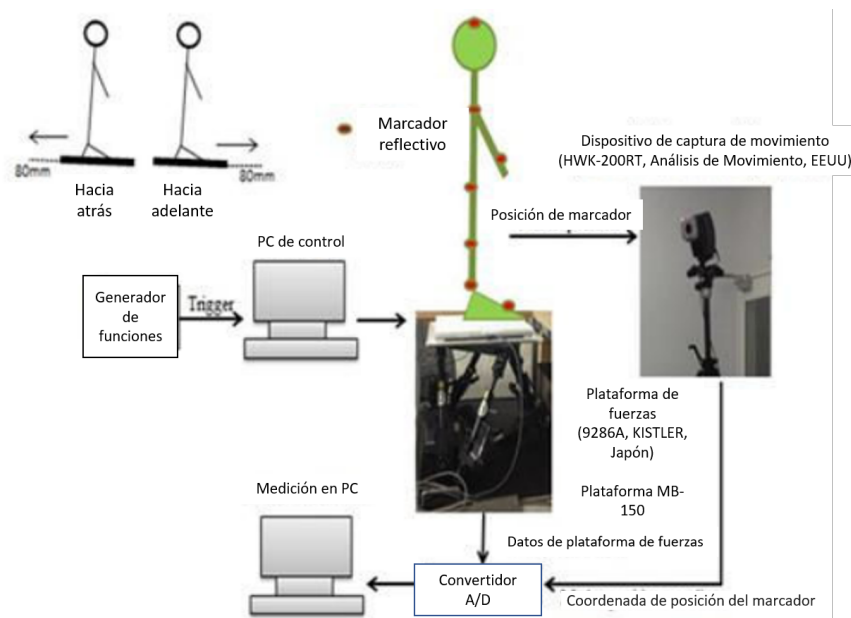 80mm
80mm
Hacia
atrás
Hacia
adelante
Marcador
reflectivo
Dispositivo de captura de movimiento
(HWK-200RT, Análisis de Movimiento, EEUU)
Posición de marcador
PC de control
Generador
de
funciones
Trigger
Plataforma de
fuerzas
(9286A, KISTLER,
Japón)
Plataforma MB-
150
Medición en PC
Datos de plataforma de fuerzas
Convertidor
A/D
Coordenada de posición del marcador